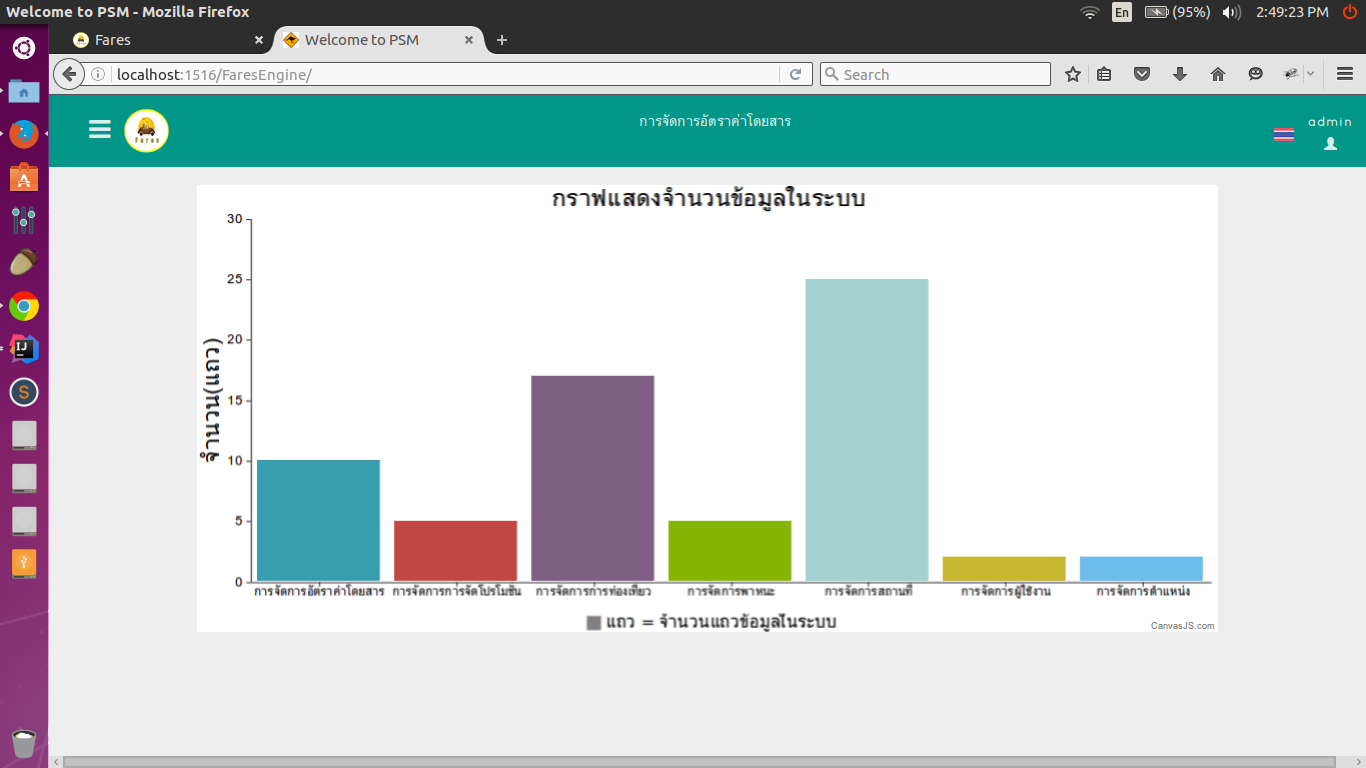 Welcome to PSM - Mozilla Firefox
En (95%) 2:49:23 PM
Fares
Welcome to PSM
localhost:1516/FaresEngine/
Search
Fares
การจัดการอัตราค่าโดยสาร
admin
กราฟแสดงจำนวนข้อมูลในระบบ
จำนวน(แถว)
30
25
20
15
10
5
0
การจัดการอัตราค่าโดยสาร การจัดการการจัดโปรโมชั่น การจัดการการท่องเที่ยว การจัดการพาหนะ การจัดการสถานที่ การจัดการผู้ใช้งาน การจัดการตำแหน่ง
แถว = จำนวนแถวข้อมูลในระบบ
CanvasJS.com